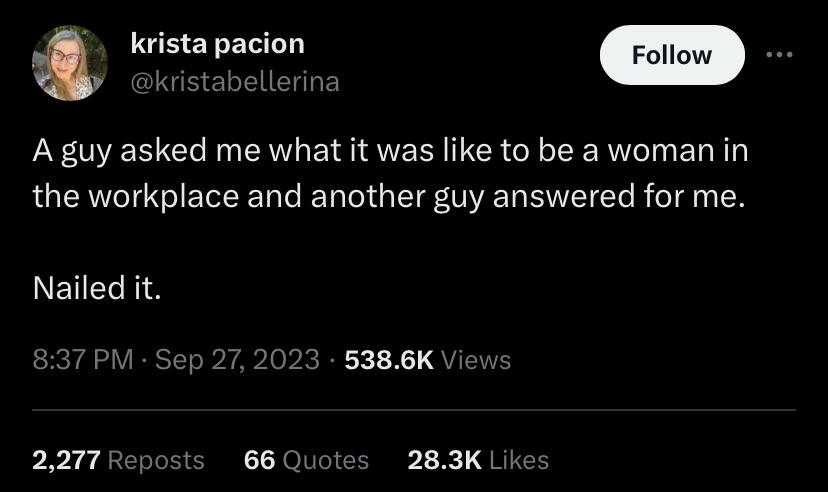 krista pacion
@kristabellerina
Follow
A guy asked me what it was like to be a woman in
the workplace and another guy answered for me.
Nailed it.
8:37 PM · Sep 27, 2023 · 538.6K Views
2,277 Reposts 66 Quotes 28.3K Likes